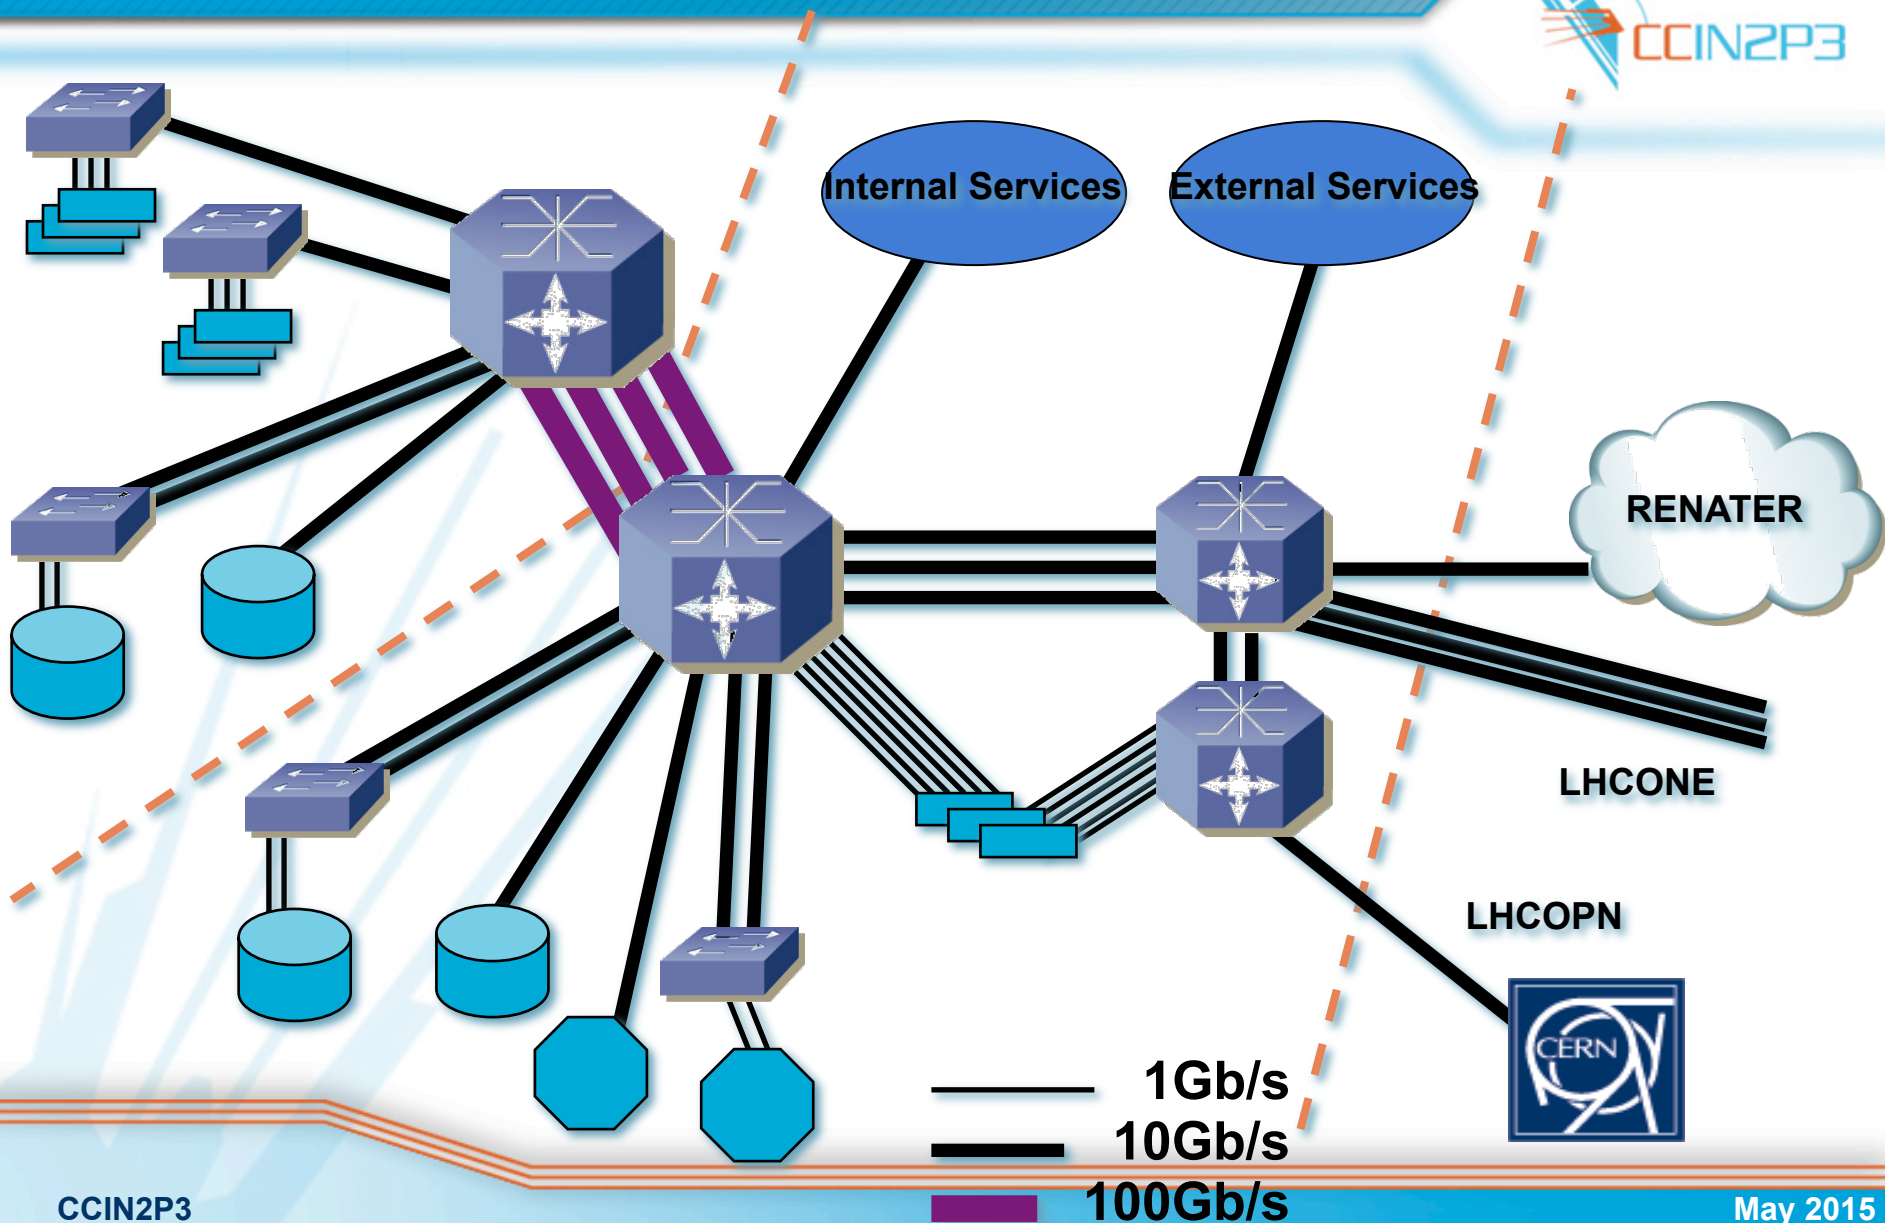 CCIN2P3
Internal Services
External Services
RENATER
LHCONE
LHCOPN
CERN
1Gb/s
10Gb/s
100Gb/s
CCIN2P3
May 2015